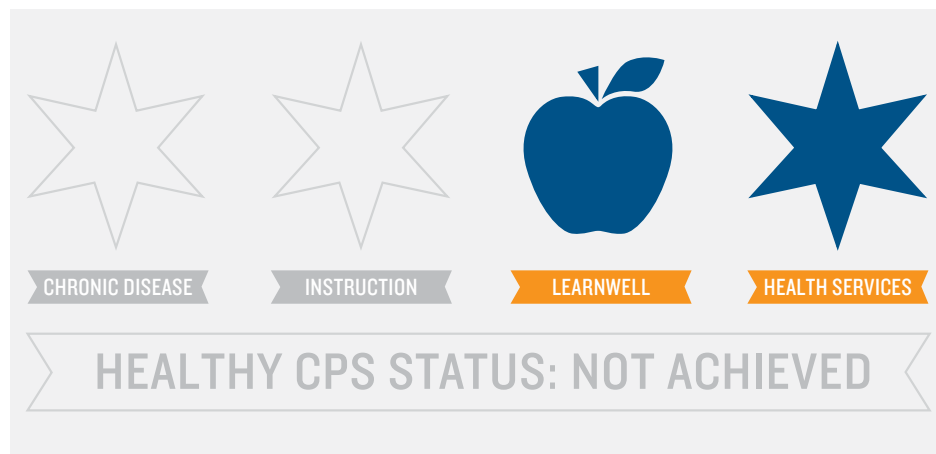 CHRONIC DISEASE
INSTRUCTION
LEARNWELL
HEALTH SERVICES
HEALTHY CPS STATUS: NOT ACHIEVED